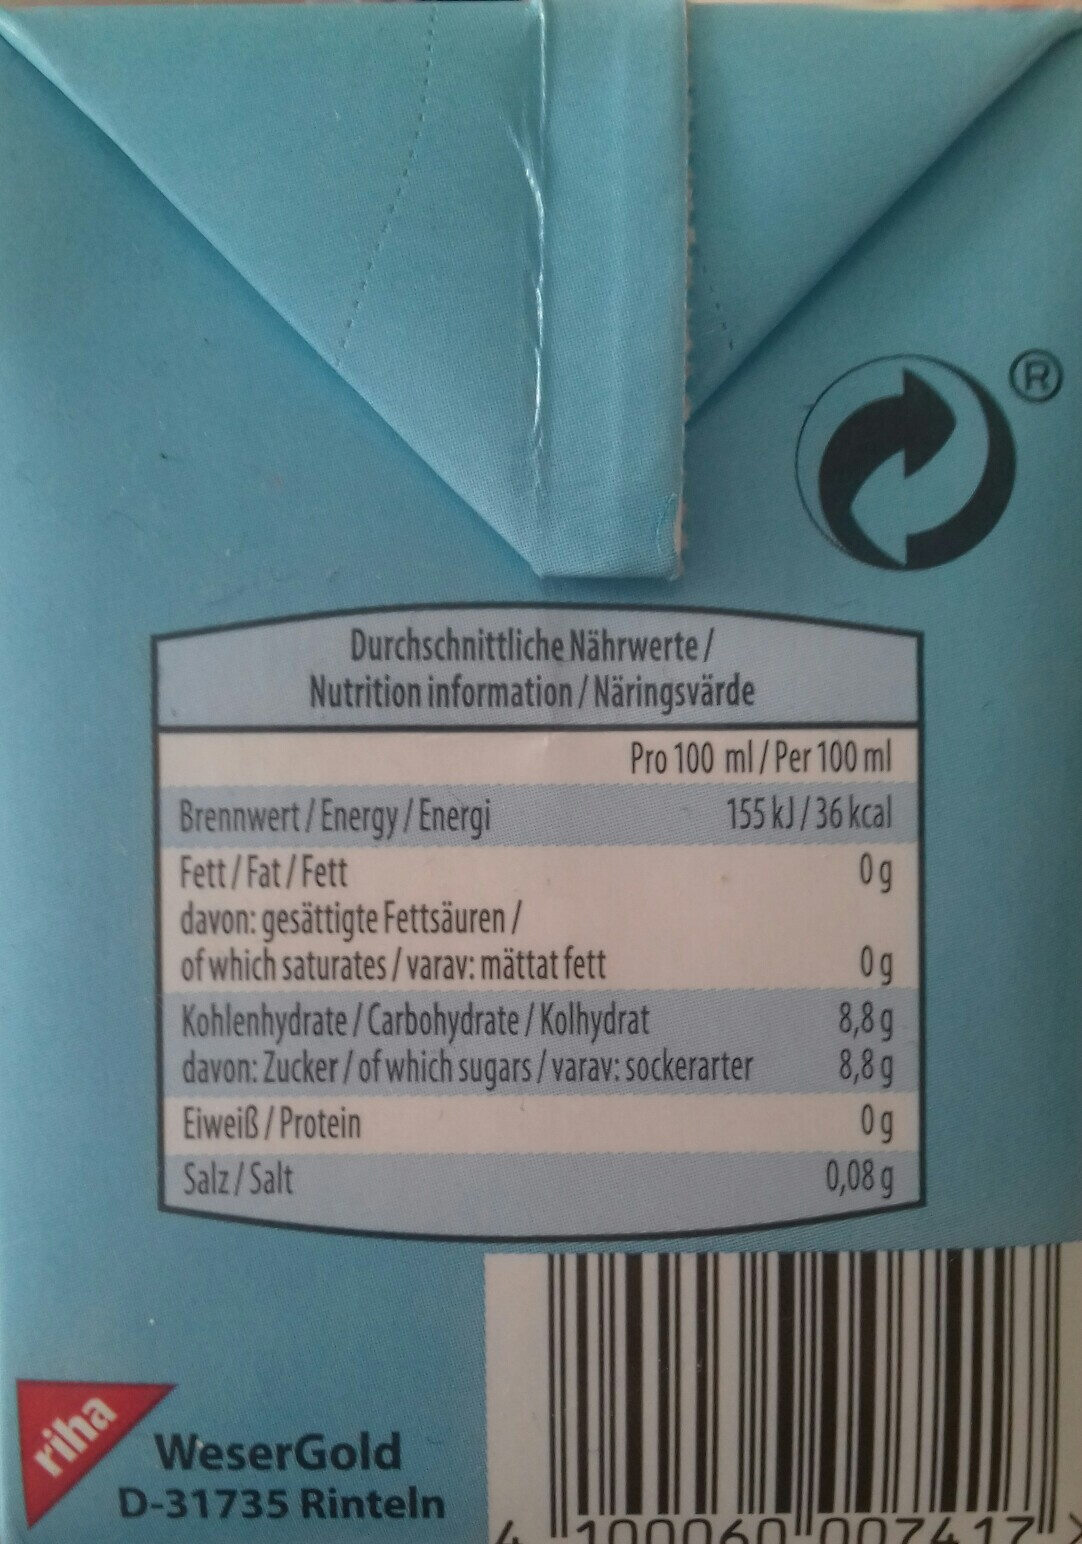 ®
Durchschnittliche Nährwerte /
Nutrition information / Näringsvärde
Pro 100 ml / Per 100 ml
Brennwert / Energy / Energi 155 kJ / 36 kcal
Fett / Fat / Fett 0 g
davon: gesättigte Fettsäuren /
of which saturates / varav: mättat fett 0 g
Kohlenhydrate / Carbohydrate / Kolhydrat 8,8 g
davon: Zucker / of which sugars / varav: sockerarter 8,8 g
Eiweiß / Protein 0 g
Salz / Salt 0,08 g
riha
WeserGold
D-31735 Rinteln
4 100060 007417 >